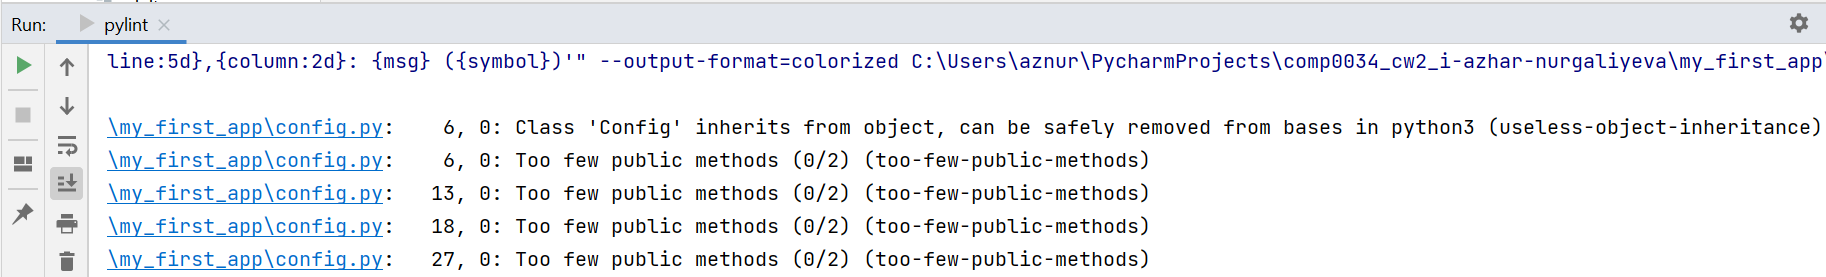 Run: pylint
line:5d},{column:2d}: {msg} ({symbol})'" --output-format=colorized C:\Users\aznur\PycharmProjects\comp0034_cw2_i-azhar-nurgaliyeva\my_first_app\
\my_first_app\config.py:    6, 0: Class 'Config' inherits from object, can be safely removed from bases in python3 (useless-object-inheritance)
\my_first_app\config.py:    6, 0: Too few public methods (0/2) (too-few-public-methods)
\my_first_app\config.py:   13, 0: Too few public methods (0/2) (too-few-public-methods)
\my_first_app\config.py:   18, 0: Too few public methods (0/2) (too-few-public-methods)
\my_first_app\config.py:   27, 0: Too few public methods (0/2) (too-few-public-methods)